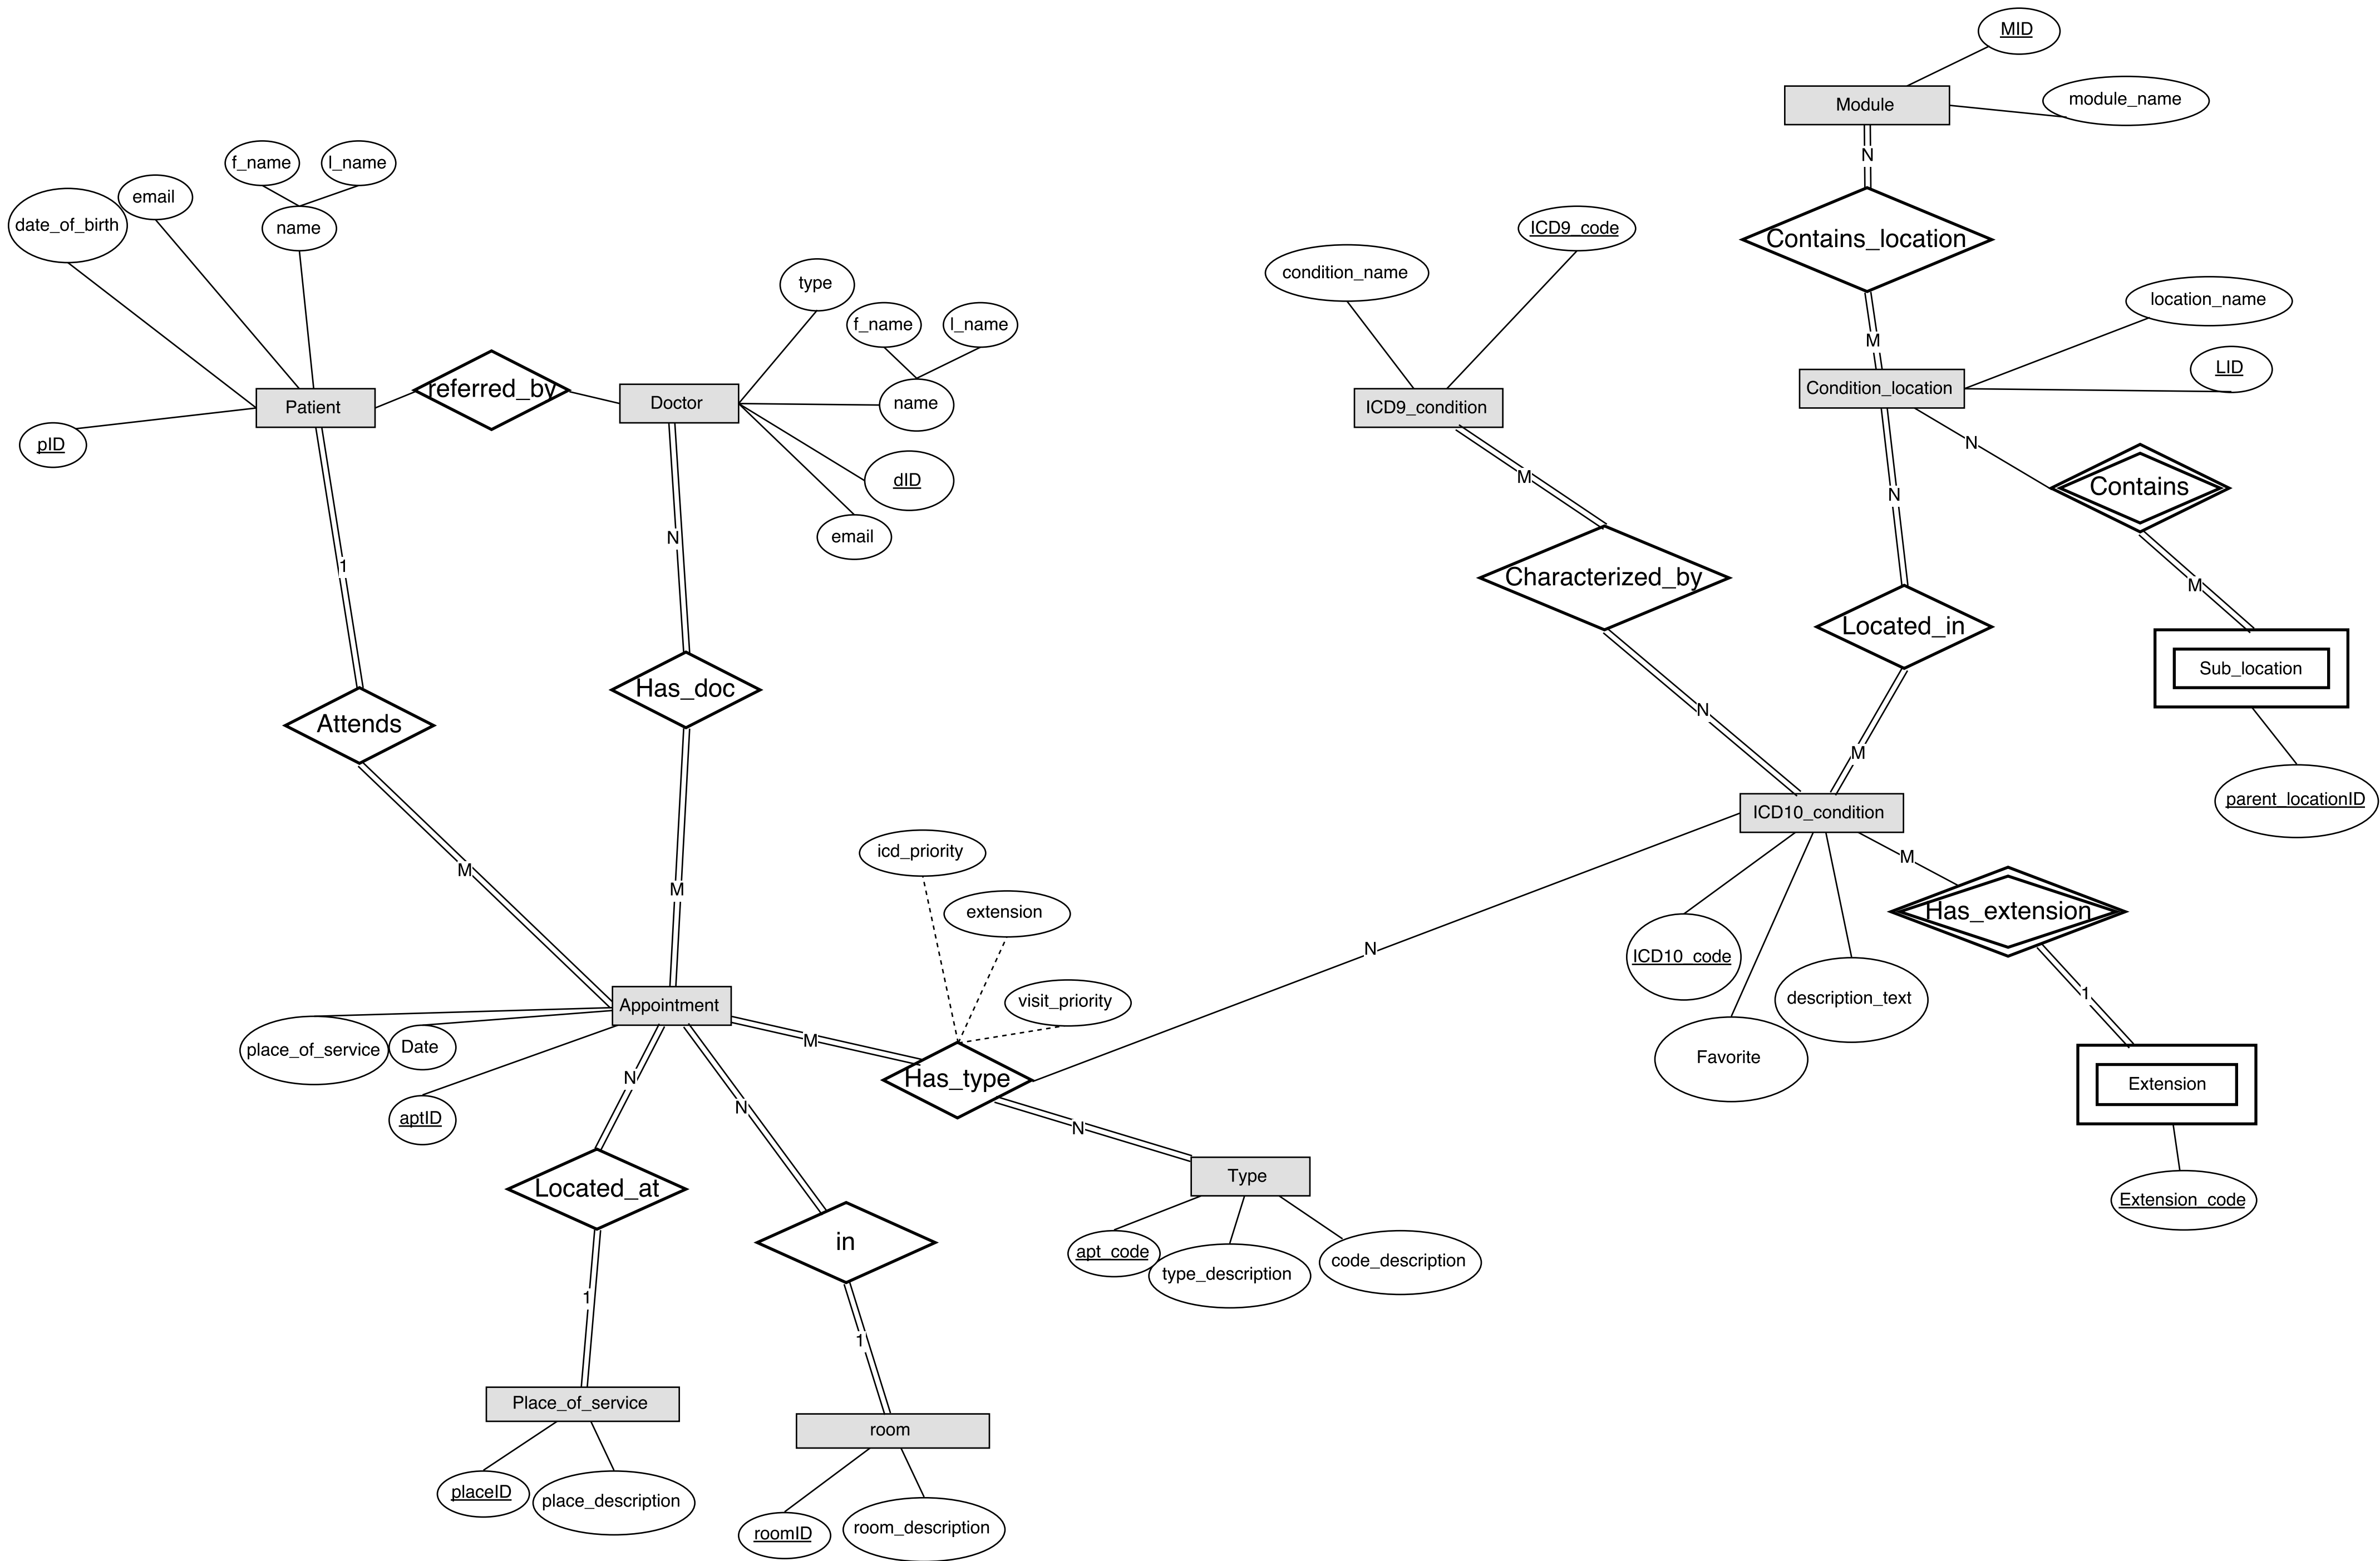 MID
Module
module_name
N
Contains_location
M
location_name
LID
Condition_location
N
Contains
M
Sub_location
parent_locationID
N
Located_in
M
f_name
l_name
email
date_of_birth
name
pID
Patient
referred_by
Doctor
type
f_name
l_name
name
dID
email
1
Attends
M
N
Has_doc
M
condition_name
ICD9_code
ICD9_condition
M
Characterized_by
N
ICD10_condition
ICD10_code
Favorite
description_text
M
Has_extension
1
Extension
Extension_code
Appointment
place_of_service
Date
aptID
icd_priority
extension
visit_priority
M
Has_type
N
N
Type
apt_code
type_description
code_description
N
Located_at
1
Place_of_service
placeID
place_description
N
in
1
room
roomID
room_description